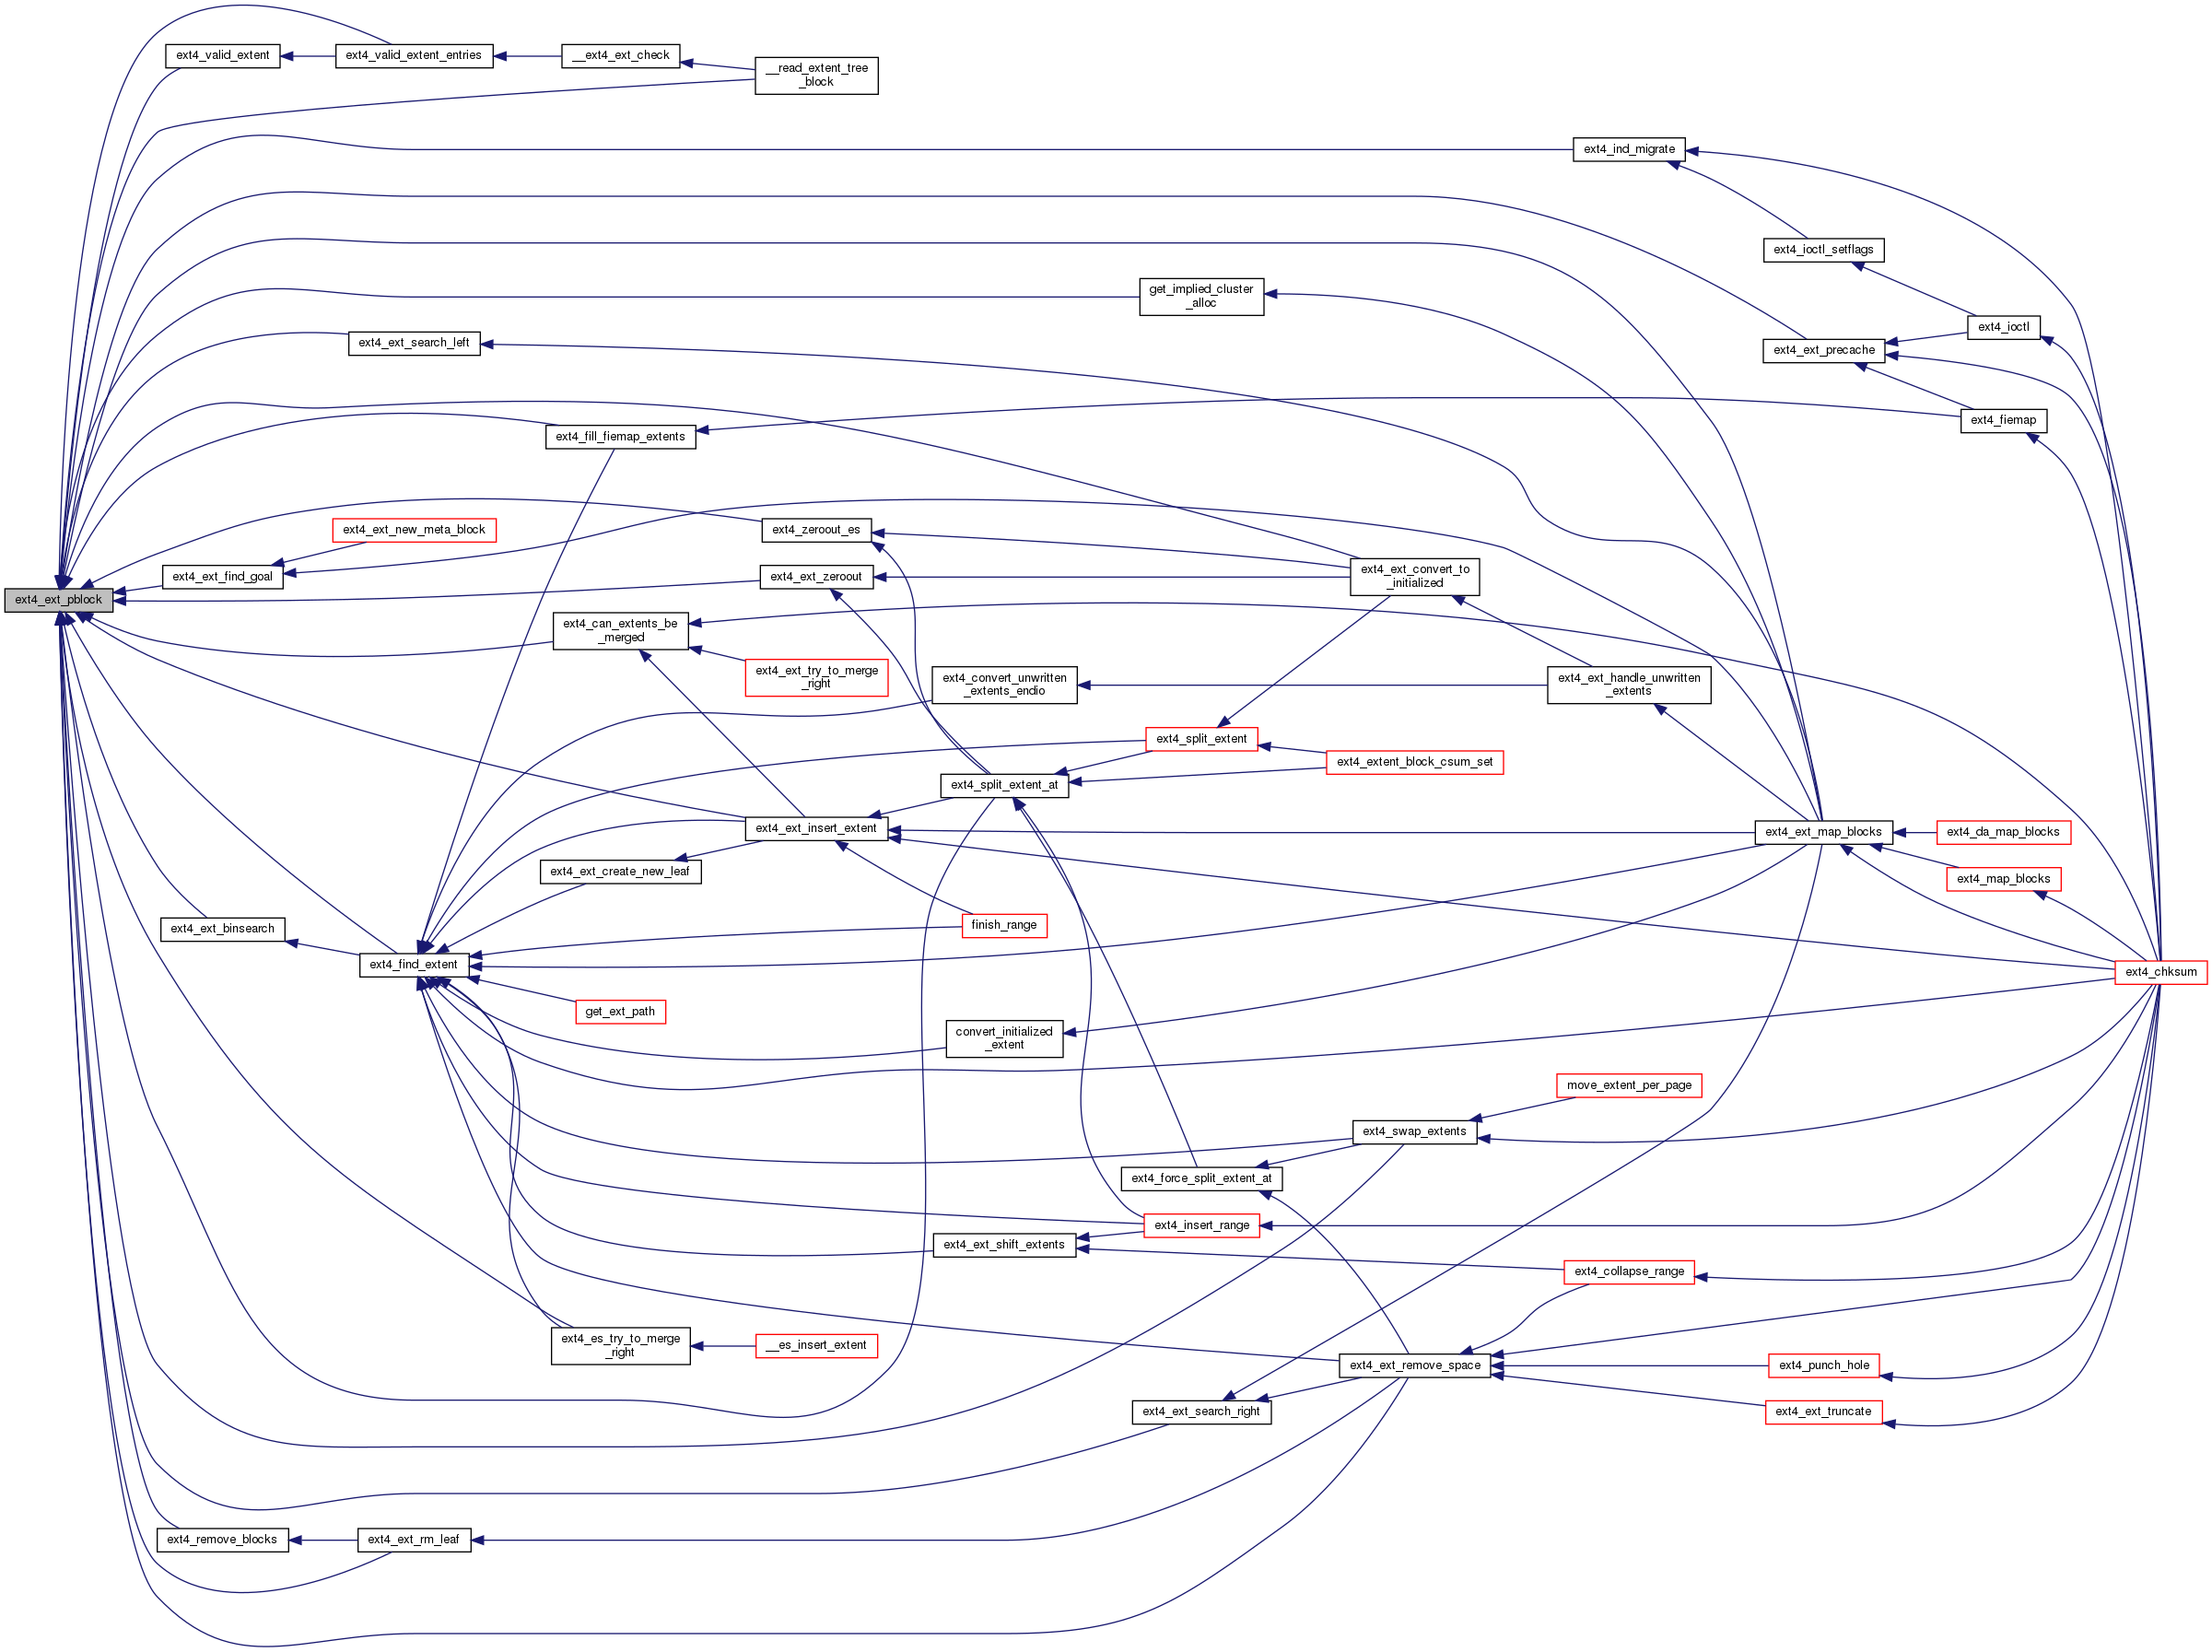 ext4_valid_extent
ext4_valid_extent_entries
__ext4_ext_check
__read_extent_tree
_block
ext4_ind_migrate
ext4_ioctl_setflags
get_implied_cluster
_alloc
ext4_ioctl
ext4_ext_search_left
ext4_ext_precache
ext4_fill_fiemap_extents
ext4_fiemap
ext4_ext_new_meta_block
ext4_zeroout_es
ext4_ext_find_goal
ext4_ext_zeroout
ext4_ext_convert_to
_initialized
ext4_ext_pblock
ext4_can_extents_be
_merged
ext4_ext_try_to_merge
_right
ext4_convert_unwritten
_extents_endio
ext4_ext_handle_unwritten
_extents
ext4_split_extent
ext4_extent_block_csum_set
ext4_split_extent_at
ext4_ext_insert_extent
ext4_ext_map_blocks
ext4_da_map_blocks
ext4_ext_create_new_leaf
ext4_map_blocks
ext4_ext_binsearch
finish_range
ext4_find_extent
ext4_chksum
get_ext_path
convert_initialized
_extent
move_extent_per_page
ext4_swap_extents
ext4_force_split_extent_at
ext4_insert_range
ext4_ext_shift_extents
ext4_collapse_range
ext4_es_try_to_merge
_right
__es_insert_extent
ext4_ext_remove_space
ext4_punch_hole
ext4_ext_search_right
ext4_ext_truncate
ext4_remove_blocks
ext4_ext_rm_leaf